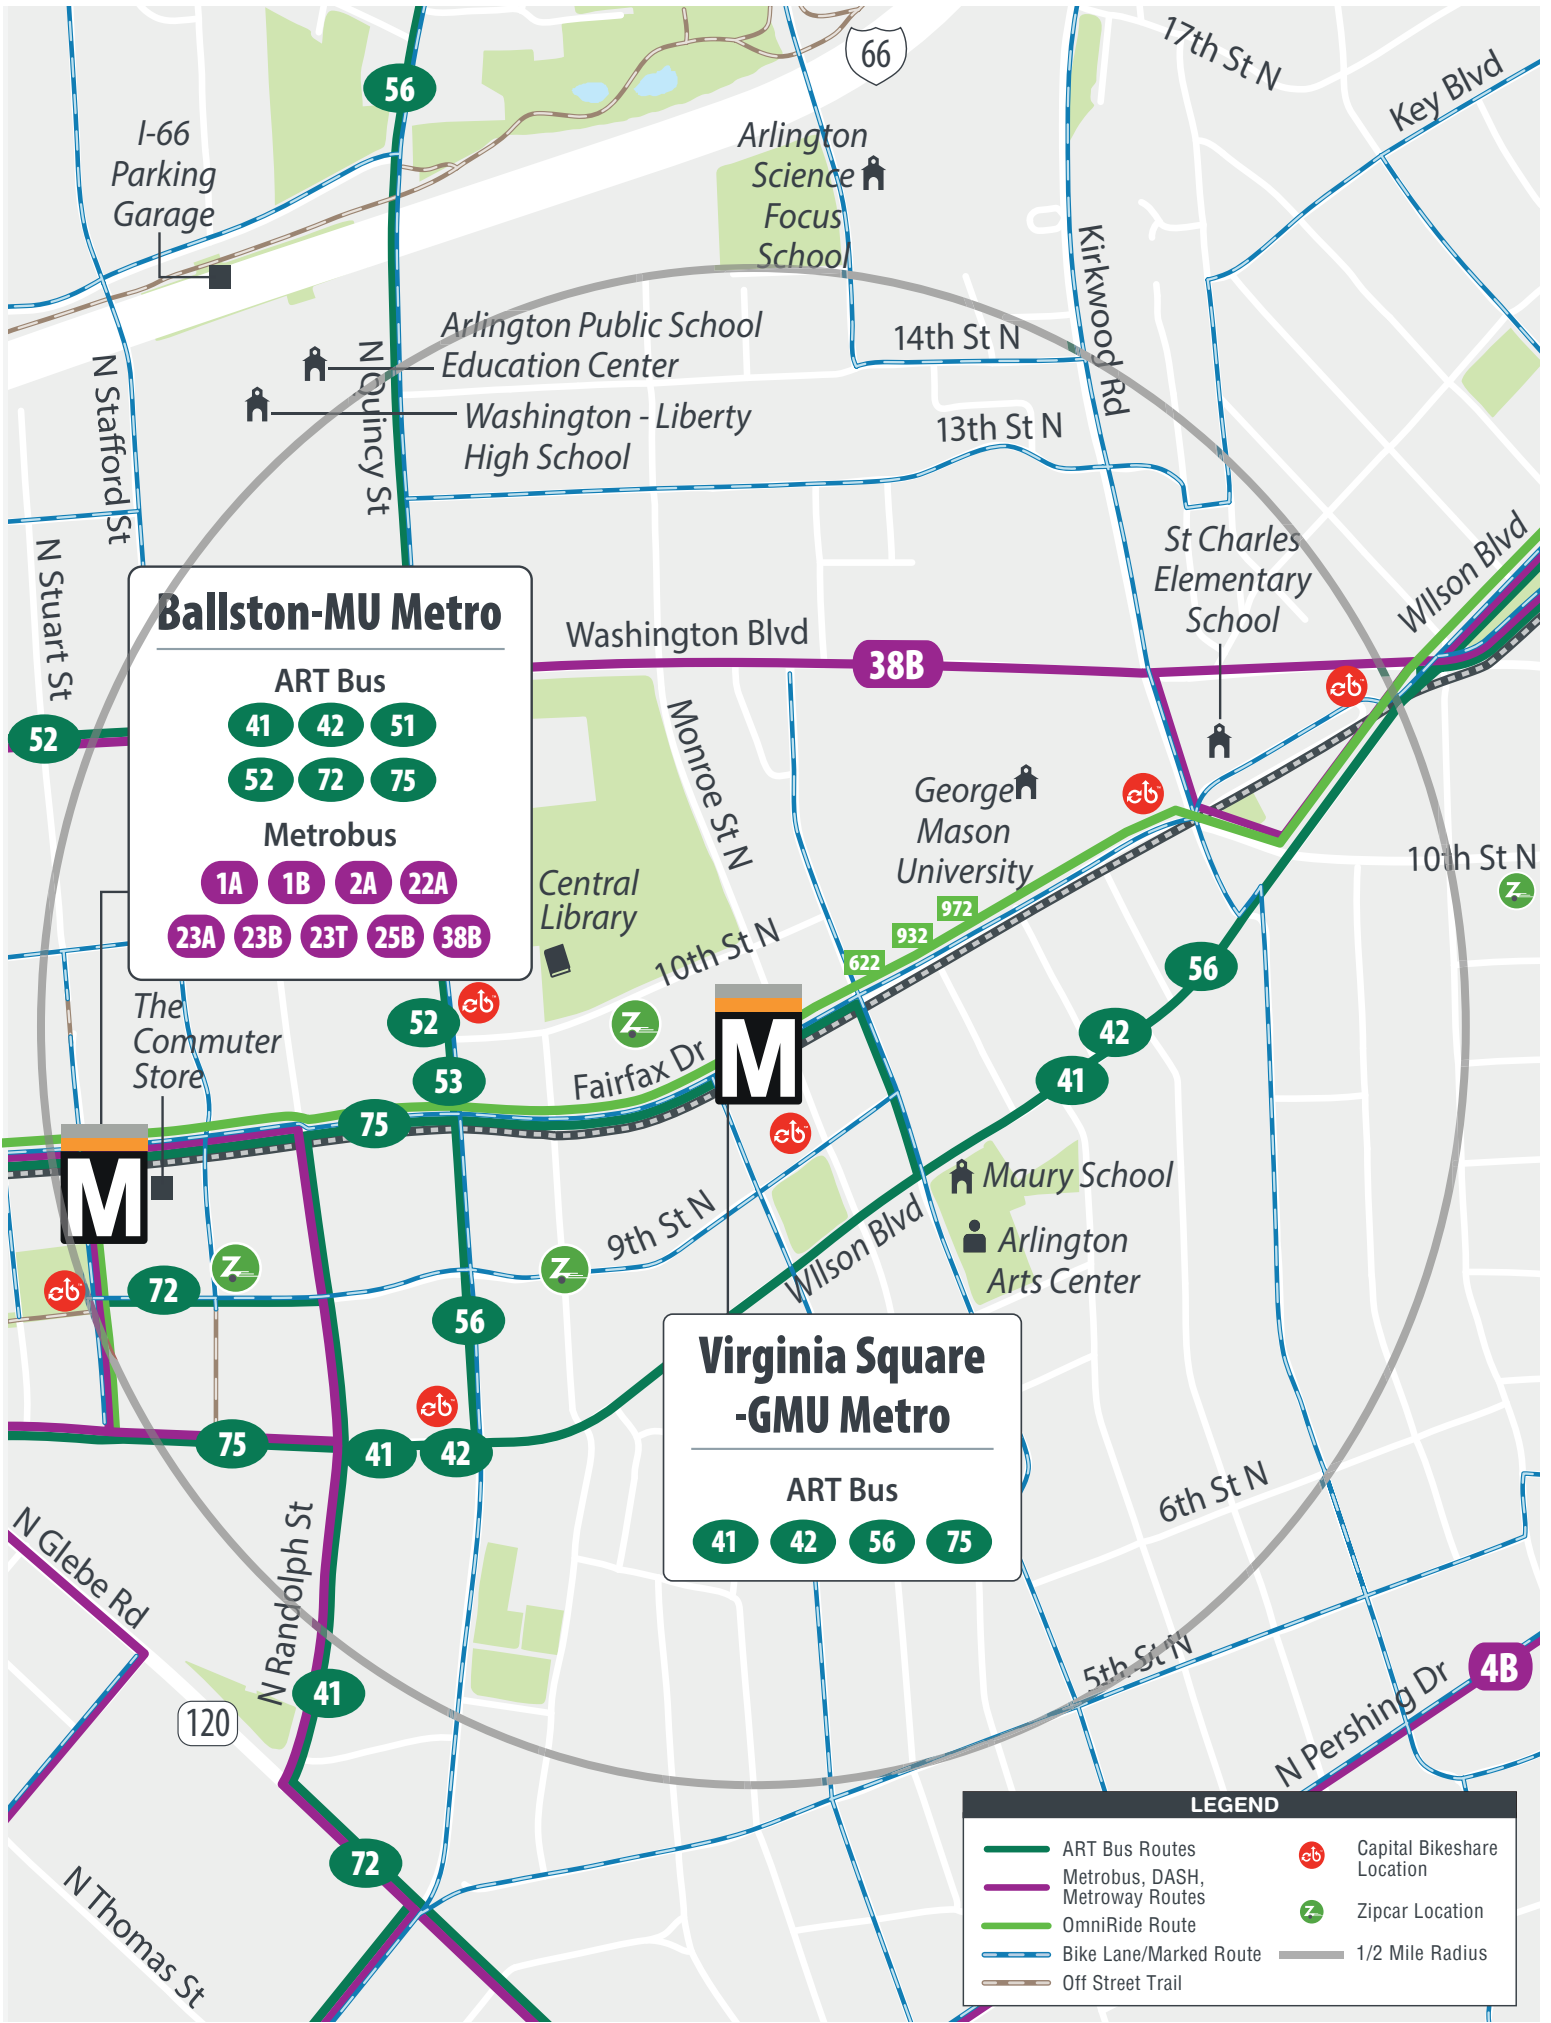 17th St N
66
Key Blvd
56
I-66
Parking
Garage
Arlington
Science
Focus
School
Kirkwood Rd
Arlington Public School
Education Center
14th St N
N Stafford St
N Quincy St
Washington - Liberty
High School
13th St N
N Stuart St
St Charles
Elementary
School
WIlson Blvd
Ballston-MU Metro
ART Bus
41 42 51
52 72 75
Metrobus
1A 1B 2A 22A
23A 23B 23T 25B 38B
Washington Blvd
38B
52
cb
Monroe St N
George
Mason
University
cb
10th St N
Z
Central
Library
972
932
622
10th St N
56
The
Commuter
Store
52
cb
Z
M
42
53
Fairfax Dr
41
75
cb
M
Maury School
9th St N
WIlson Blvd
Arlington
Arts Center
cb
72
Z
Z
56
Virginia Square
-GMU Metro
ART Bus
41 42 56 75
cb
75
41
42
6th St N
N Glebe Rd
N Randolph St
5th St N
4B
41
120
N Pershing Dr
72
N Thomas St
LEGEND
ART Bus Routes
Metrobus, DASH,
Metroway Routes
OmniRide Route
Bike Lane/Marked Route
Off Street Trail
cb Capital Bikeshare
Location
Z Zipcar Location
1/2 Mile Radius